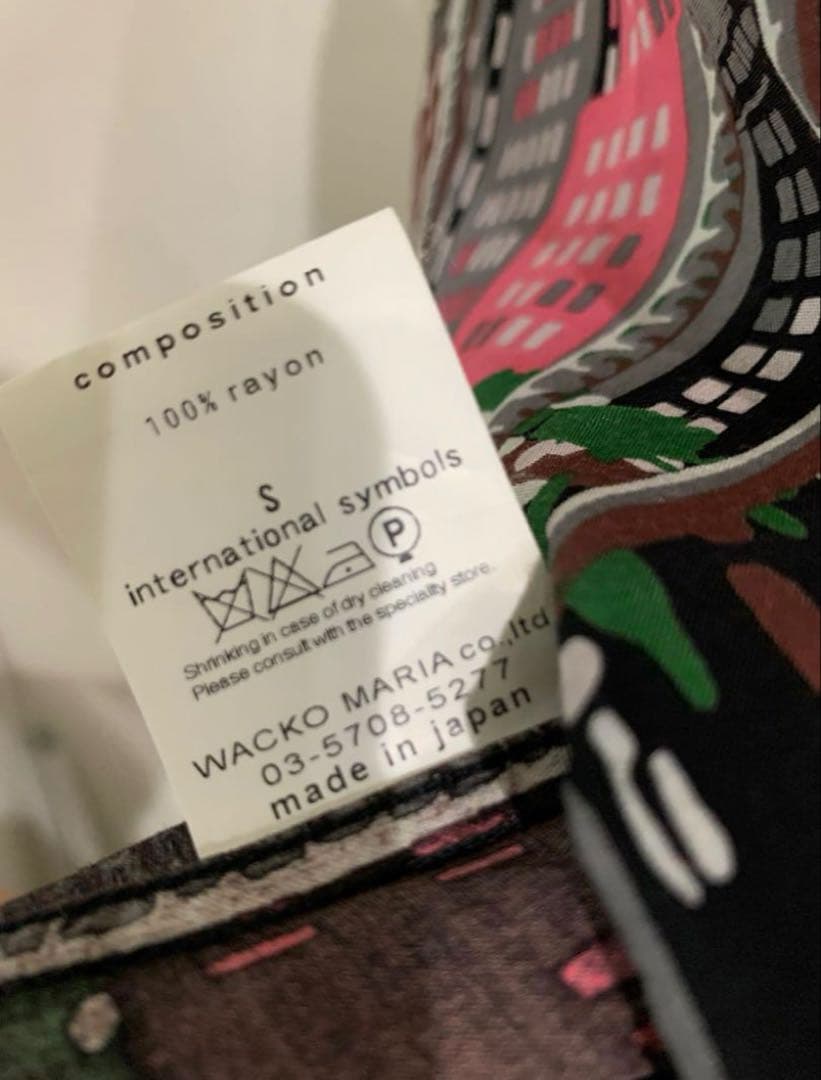 composition
100% rayon
S
international symbols
P
Shrinking in case of dry cleaning
Please consult with the speciality store.
WACKO MARIA co.,ltd
03-5708-5277
made in japan